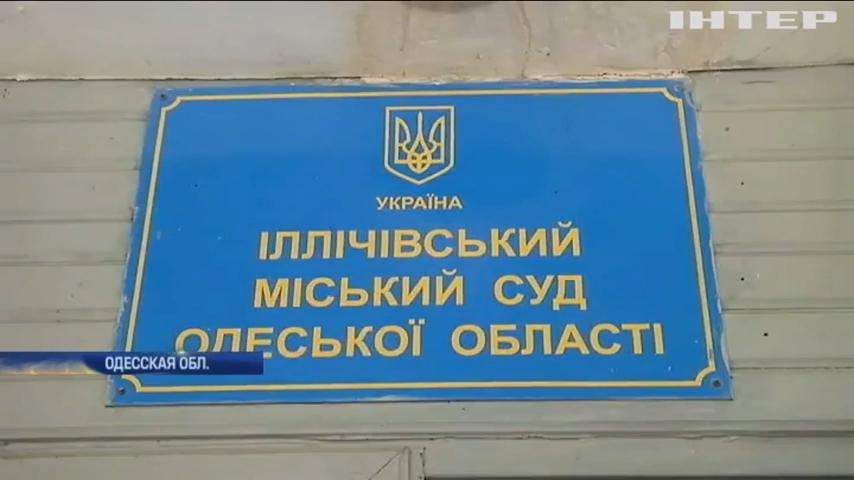 ІНТЕР
УКРАЇНА
ІЛЛІЧІВСЬКИЙ
МІСЬКИЙ СУД
ОДЕСЬКОЇ ОБЛАСТІ
ОДЕССКАЯ ОБЛ.